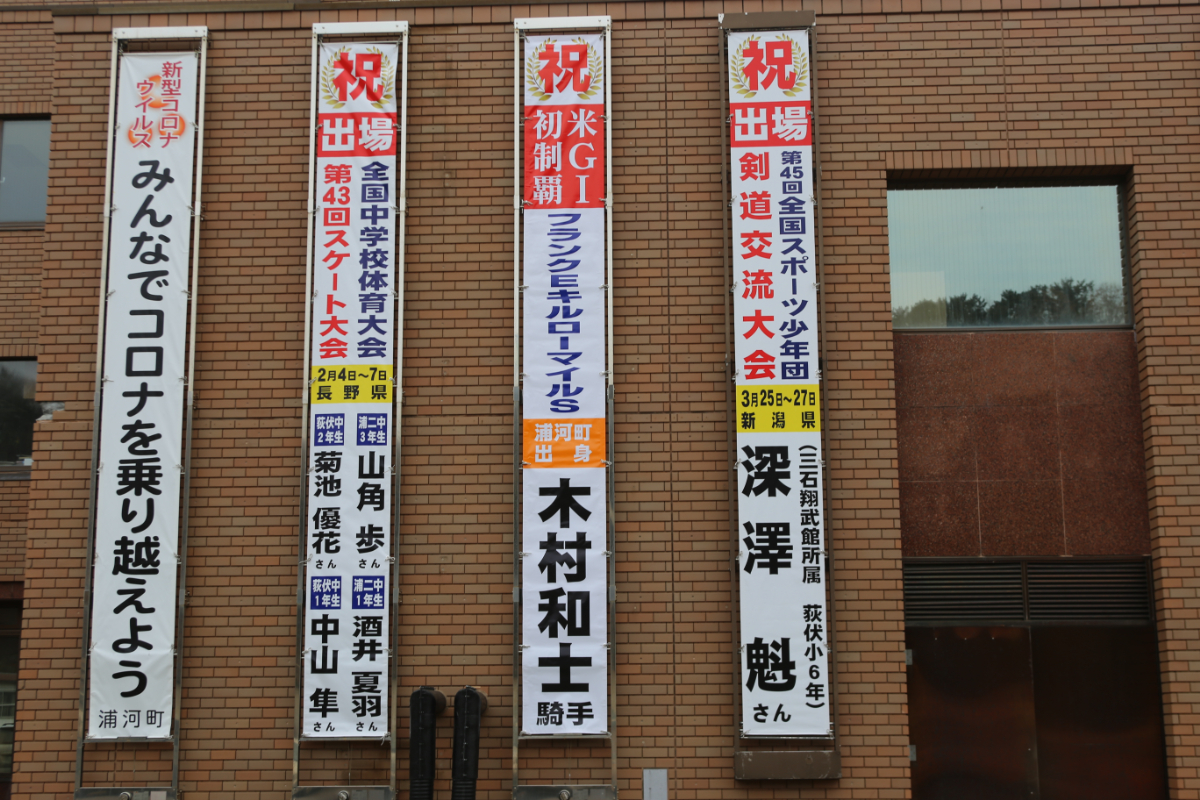 新型コロナ
ウイルス
みんなでコロナを乗り越えよう
浦河町
祝
出場
全国中学校体育大会
第43回スケート大会
2月4日～7日
長野県
浦二中
3年生
山角 歩さん
荻伏中
2年生
菊池 優花さん
浦二中
1年生
酒井 夏羽さん
荻伏中
1年生
中山 隼さん
祝
米GⅠ
初制覇
フランクEキルローマイルS
浦河町
出身
木村和士
騎手
祝
出場
第45回全国スポーツ少年団
剣道交流大会
3月25日～27日
新潟県
(三石翔武館所属 荻伏小6年)
深澤 魁さん